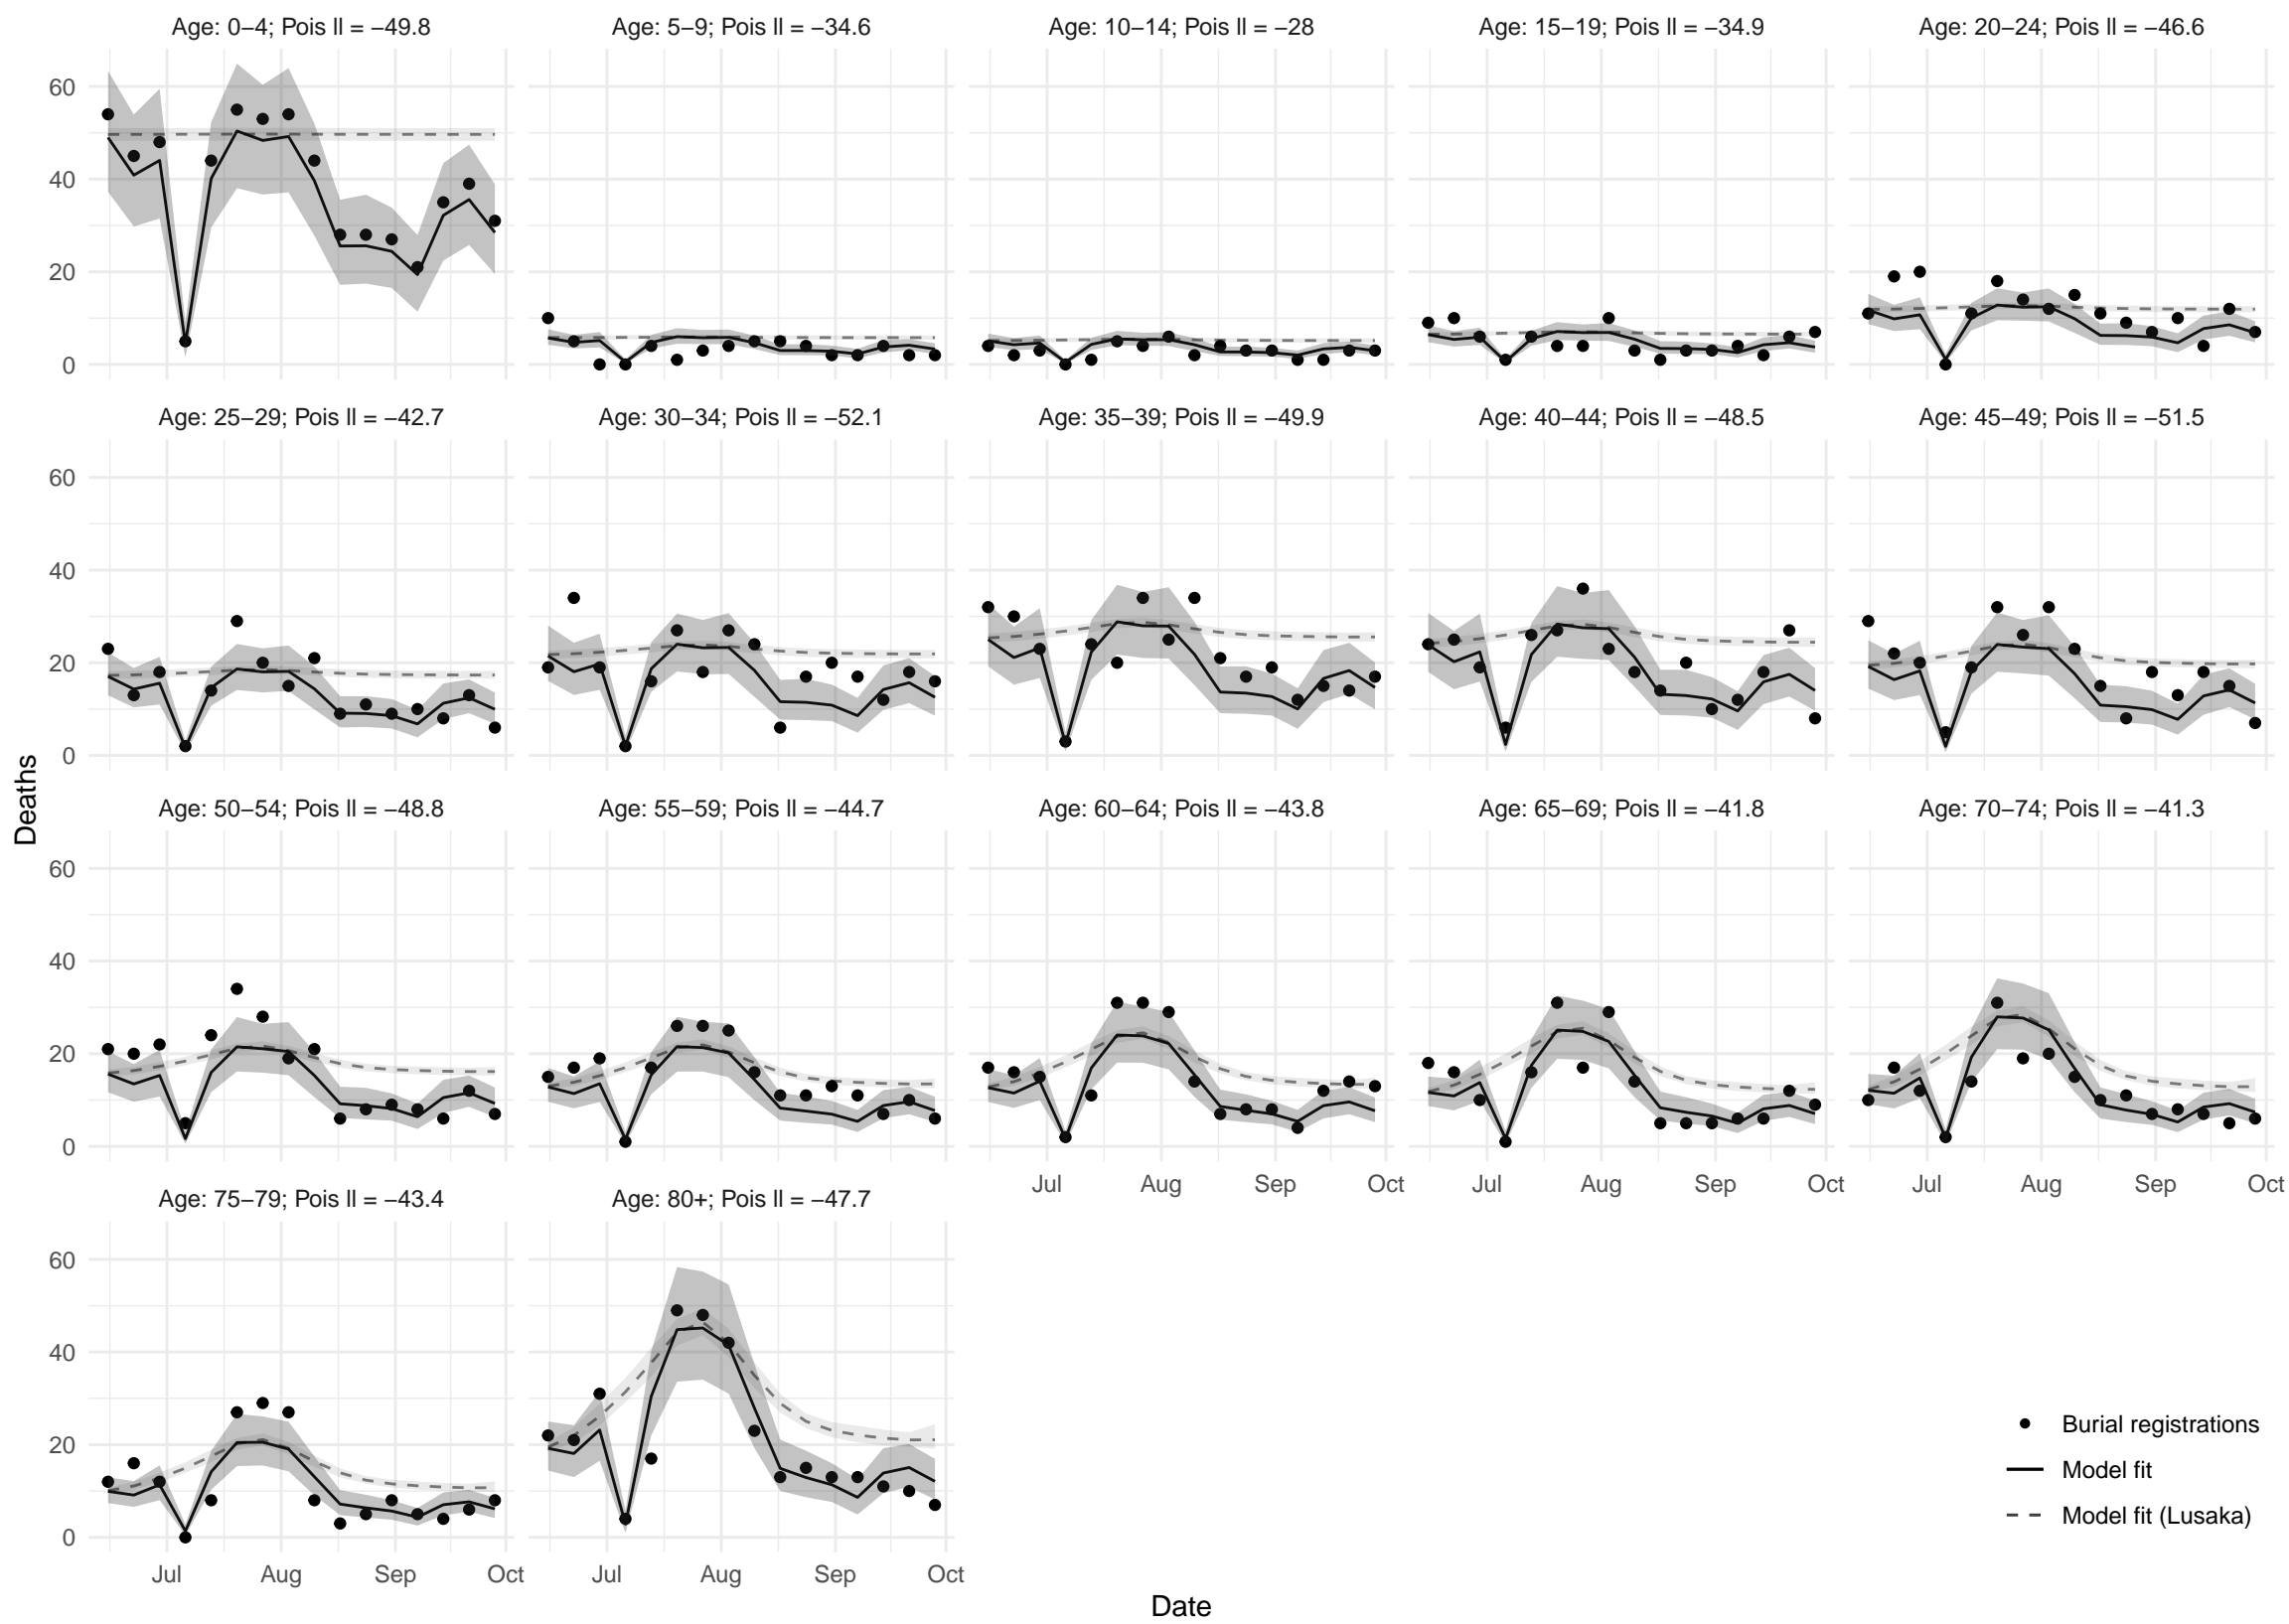 Age: 0−4; Pois ll = −49.8
Age: 5−9; Pois ll = −34.6
Age: 10−14; Pois ll = −28
Age: 15−19; Pois ll = −34.9
Age: 20−24; Pois ll = −46.6
60
40
20
0
Age: 25−29; Pois ll = −42.7
Age: 30−34; Pois ll = −52.1
Age: 35−39; Pois ll = −49.9
Age: 40−44; Pois ll = −48.5
Age: 45−49; Pois ll = −51.5
60
40
20
0
Deaths
Age: 50−54; Pois ll = −48.8
Age: 55−59; Pois ll = −44.7
Age: 60−64; Pois ll = −43.8
Age: 65−69; Pois ll = −41.8
Age: 70−74; Pois ll = −41.3
60
40
20
0
Jul Aug Sep Oct
Jul Aug Sep Oct
Jul Aug Sep Oct
Age: 75−79; Pois ll = −43.4
Age: 80+; Pois ll = −47.7
60
40
20
0
Jul Aug Sep Oct
Jul Aug Sep Oct
Burial registrations
Model fit
Model fit (Lusaka)
Date